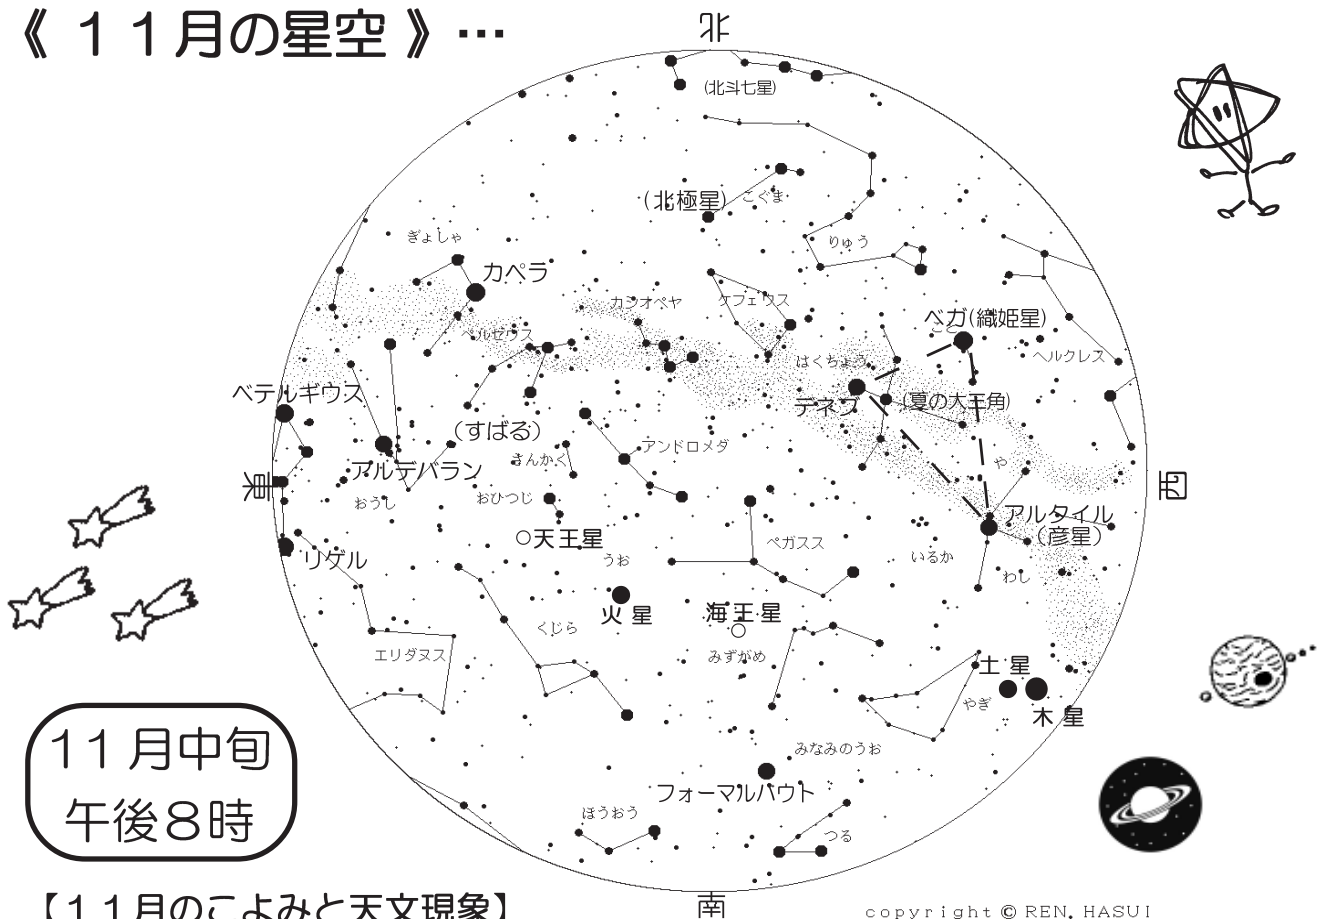 《 １１月の星空 》…
北
(北斗七星)
(北極星)
こぐま
ぎょしゃ
りゅう
カペラ
カシオペヤ
ケフェウス
ベガ(織姫星)
こと
ペルセウス
ヘルクレス
はくちょう
ベテルギウス
デネブ
(夏の大三角)
(すばる)
アンドロメダ
さんかく
アルデバラン
や
東
西
おうし
おひつじ
アルタイル
(彦星)
天王星
ペガスス
いるか
リゲル
うお
わし
火星
海王星
くじら
エリダヌス
みずがめ
土星
やぎ
木星
11月中旬
午後８時
みなみのうお
フォーマルハウト
ほうおう
つる
【１１月のこよみと天文現象】
南
copyright © REN. HASUI